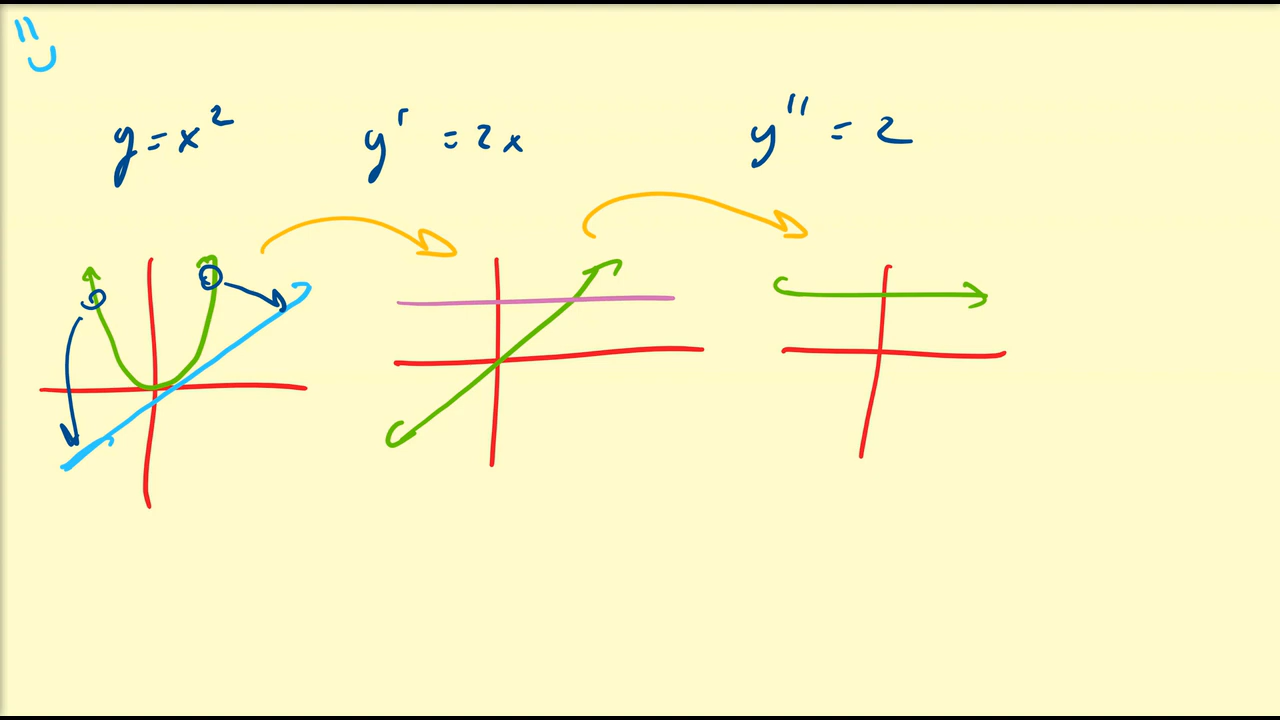 y = x²
y' = 2x
y'' = 2